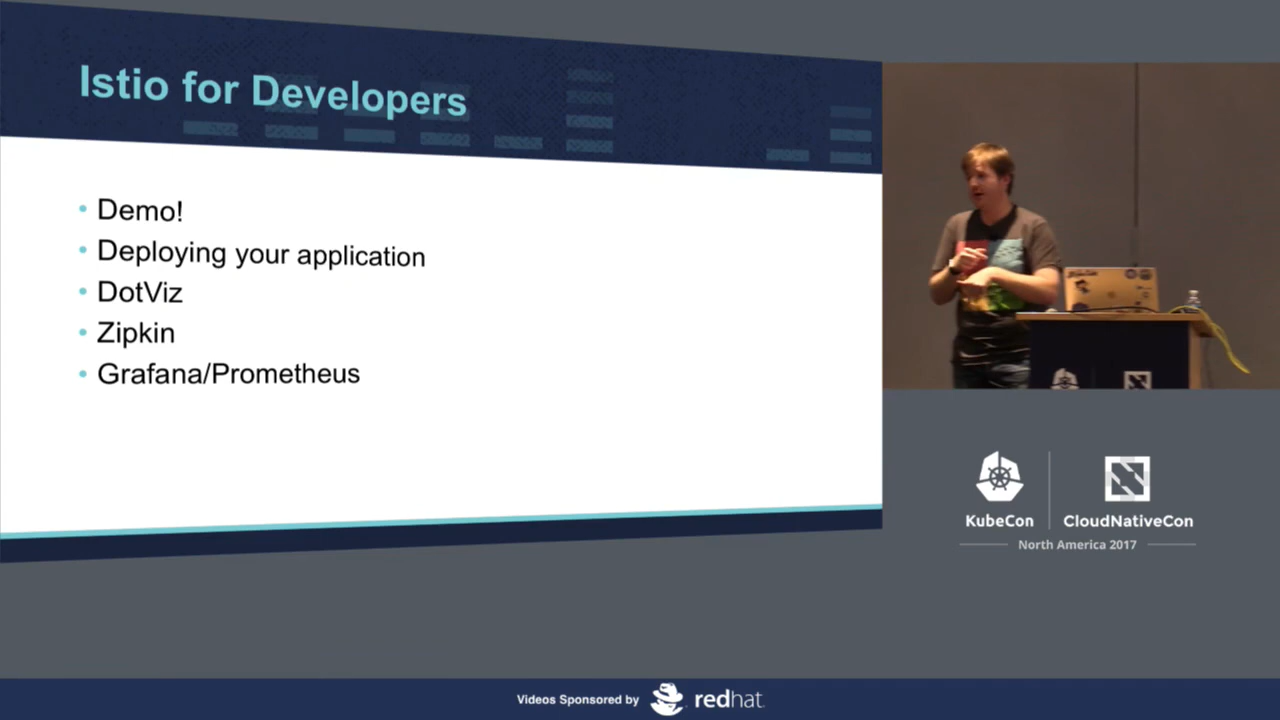 Istio for Developers
• Demo!
• Deploying your application
• DotViz
• Zipkin
• Grafana/Prometheus
KubeCon
CloudNativeCon
North America 2017
Videos Sponsored by
redhat.